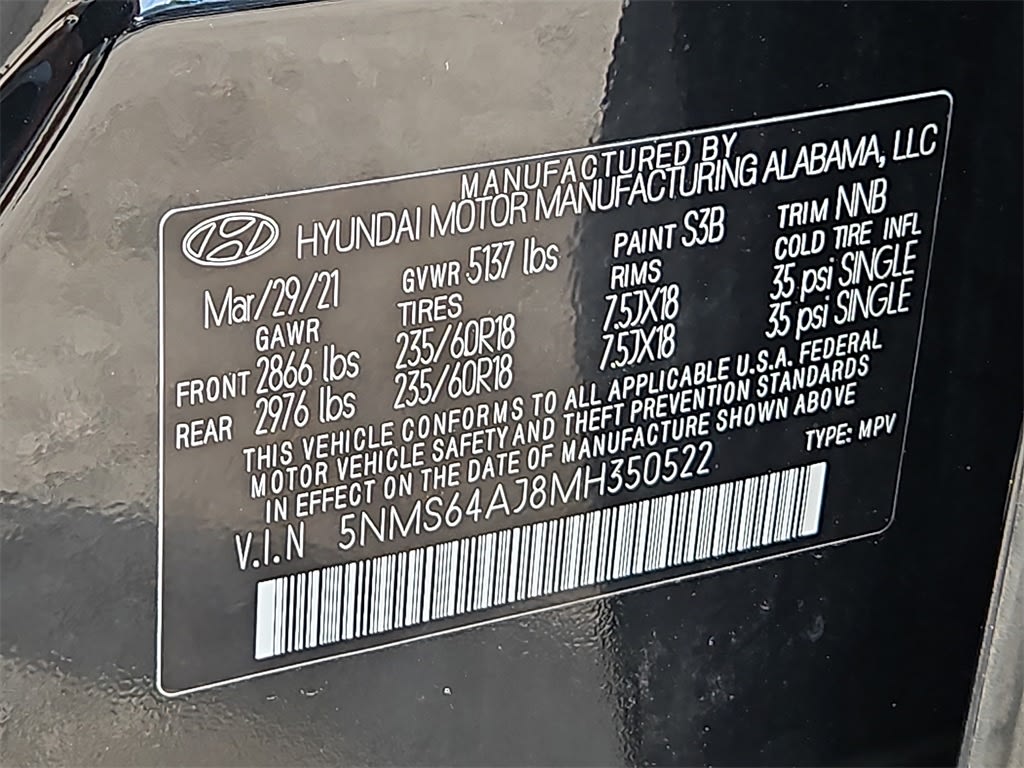 MANUFACTURED BY
HYUNDAI MOTOR MANUFACTURING ALABAMA, LLC
Mar/29/21 GVWR 5137 lbs PAINT S3B TRIM NNB
GAWR TIRES RIMS COLD TIRE INFL
FRONT 2866 lbs 235/60R18 7.5JX18 35 psi SINGLE
REAR 2976 lbs 235/60R18 7.5JX18 35 psi SINGLE
THIS VEHICLE CONFORMS TO ALL APPLICABLE U.S.A. FEDERAL
MOTOR VEHICLE SAFETY AND THEFT PREVENTION STANDARDS
IN EFFECT ON THE DATE OF MANUFACTURE SHOWN ABOVE
V.I.N 5NMS64AJ8MH350522 TYPE: MPV